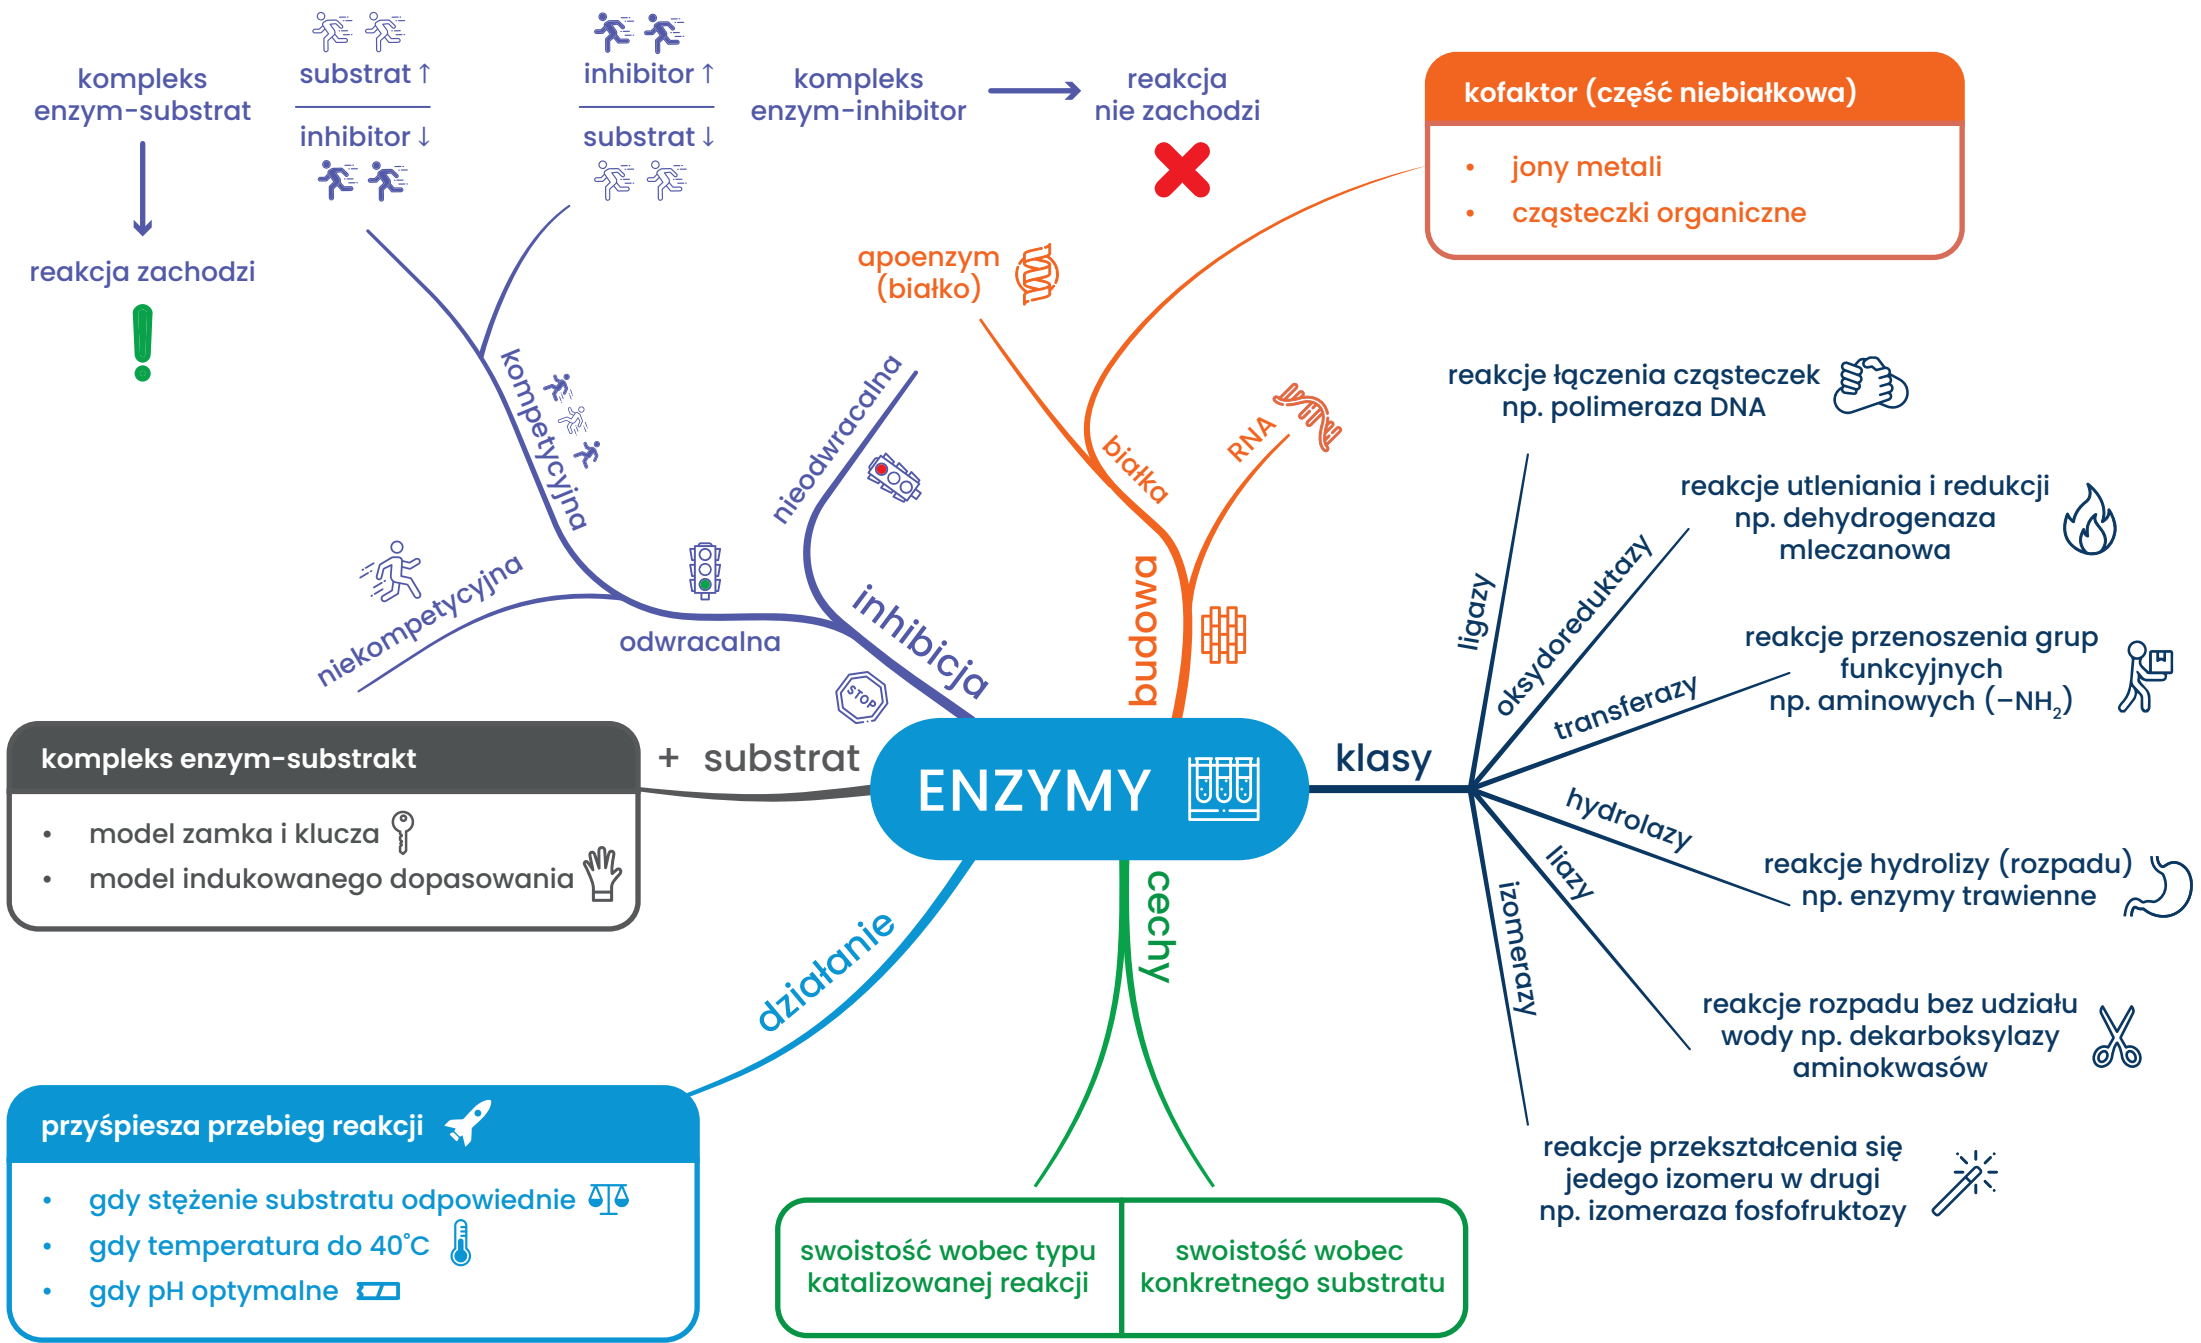 kompleks
enzym-substrat
reakcja zachodzi
substrat ↑
inhibitor ↓
inhibitor ↑
substrat ↓
kompleks
enzym-inhibitor
reakcja
nie zachodzi
kompetycyjna
niekompetycyjna
odwracalna
nieodwracalna
inhibicja
STOP
kofaktor (część niebiałkowa)
• jony metali
• cząsteczki organiczne
apoenzym
(białko)
białka
RNA
budowa
ENZYMY
+ substrat
kompleks enzym-substrakt
• model zamka i klucza
• model indukowanego dopasowania
działanie
przyśpiesza przebieg reakcji
• gdy stężenie substratu odpowiednie
• gdy temperatura do 40°C
• gdy pH optymalne
cechy
swoistość wobec typu
katalizowanej reakcji
swoistość wobec
konkretnego substratu
klasy
ligazy
reakcje łączenia cząsteczek
np. polimeraza DNA
oksydoreduktazy
reakcje utleniania i redukcji
np. dehydrogenaza
mleczanowa
transferazy
reakcje przenoszenia grup
funkcyjnych
np. aminowych (–NH₂)
hydrolazy
reakcje hydrolizy (rozpadu)
np. enzymy trawienne
liazy
reakcje rozpadu bez udziału
wody np. dekarboksylazy
aminokwasów
izomerazy
reakcje przekształcenia się
jedego izomeru w drugi
np. izomeraza fosfofruktozy